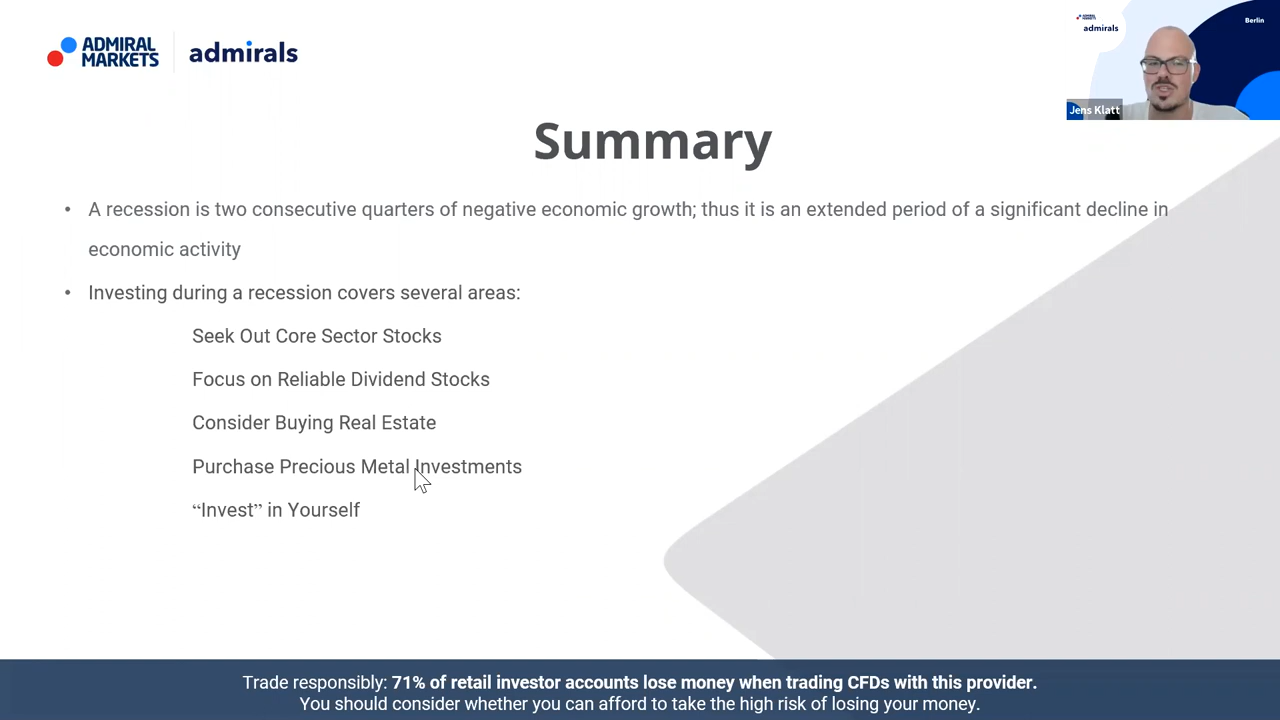 ADMIRAL
MARKETS
admirals
ADMIRAL
MARKETS
admirals
Berlin
Jens Klatt
Summary
• A recession is two consecutive quarters of negative economic growth; thus it is an extended period of a significant decline in
economic activity
• Investing during a recession covers several areas:
Seek Out Core Sector Stocks
Focus on Reliable Dividend Stocks
Consider Buying Real Estate
Purchase Precious Metal Investments
“Invest” in Yourself
Trade responsibly: 71% of retail investor accounts lose money when trading CFDs with this provider.
You should consider whether you can afford to take the high risk of losing your money.